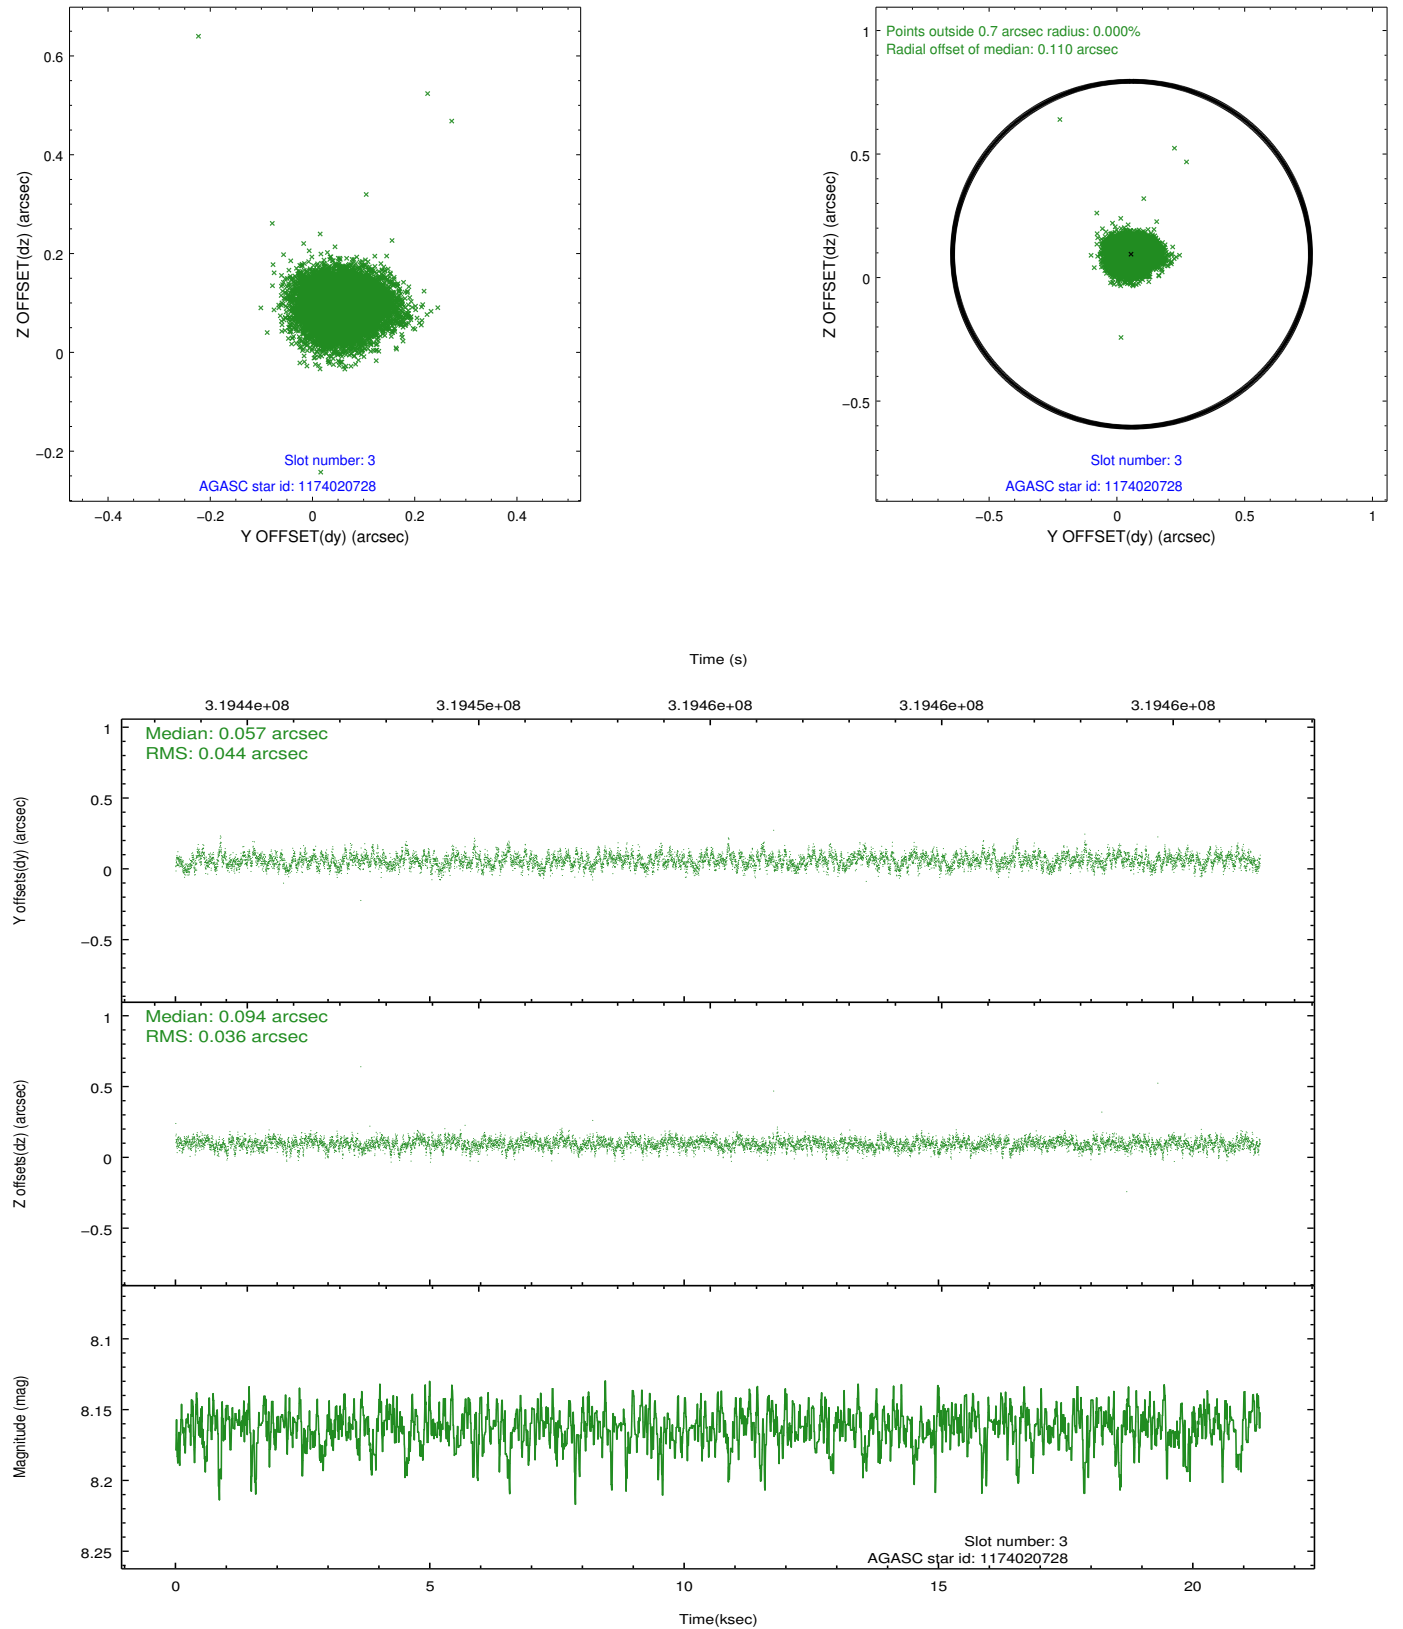 0.6
0.4
0.2
0
−0.2
Z OFFSET(dz) (arcsec)
Slot number: 3
AGASC star id: 1174020728
−0.4
−0.2
0
0.2
0.4
Y OFFSET(dy) (arcsec)
Points outside 0.7 arcsec radius: 0.000%
Radial offset of median: 0.110 arcsec
1
0.5
0
−0.5
Z OFFSET(dz) (arcsec)
Slot number: 3
AGASC star id: 1174020728
−0.5
0
0.5
1
Y OFFSET(dy) (arcsec)
Time (s)
3.1944e+08
3.1945e+08
3.1946e+08
3.1946e+08
3.1946e+08
Median: 0.057 arcsec
RMS: 0.044 arcsec
1
0.5
0
−0.5
Y offsets(dy) (arcsec)
Median: 0.094 arcsec
RMS: 0.036 arcsec
1
0.5
0
−0.5
Z offsets(dz) (arcsec)
8.1
8.15
8.2
8.25
Magnitude (mag)
Slot number: 3
AGASC star id: 1174020728
0
5
10
15
20
Time(ksec)